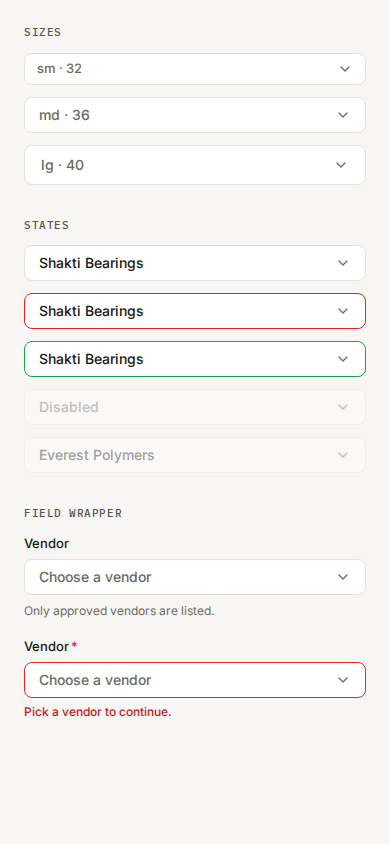 SIZES
sm · 32
md · 36
lg · 40
STATES
Shakti Bearings
Shakti Bearings
Shakti Bearings
Disabled
Everest Polymers
FIELD WRAPPER
Vendor
Choose a vendor
Only approved vendors are listed.
Vendor *
Choose a vendor
Pick a vendor to continue.